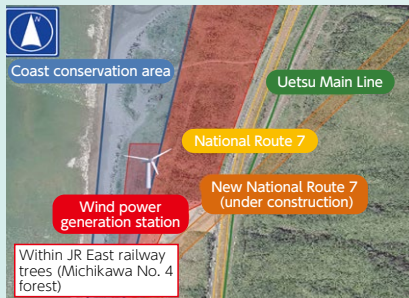 N
Coast conservation area
Uetsu Main Line
National Route 7
New National Route 7
(under construction)
Wind power
generation station
Within JR East railway
trees (Michikawa No. 4
forest)